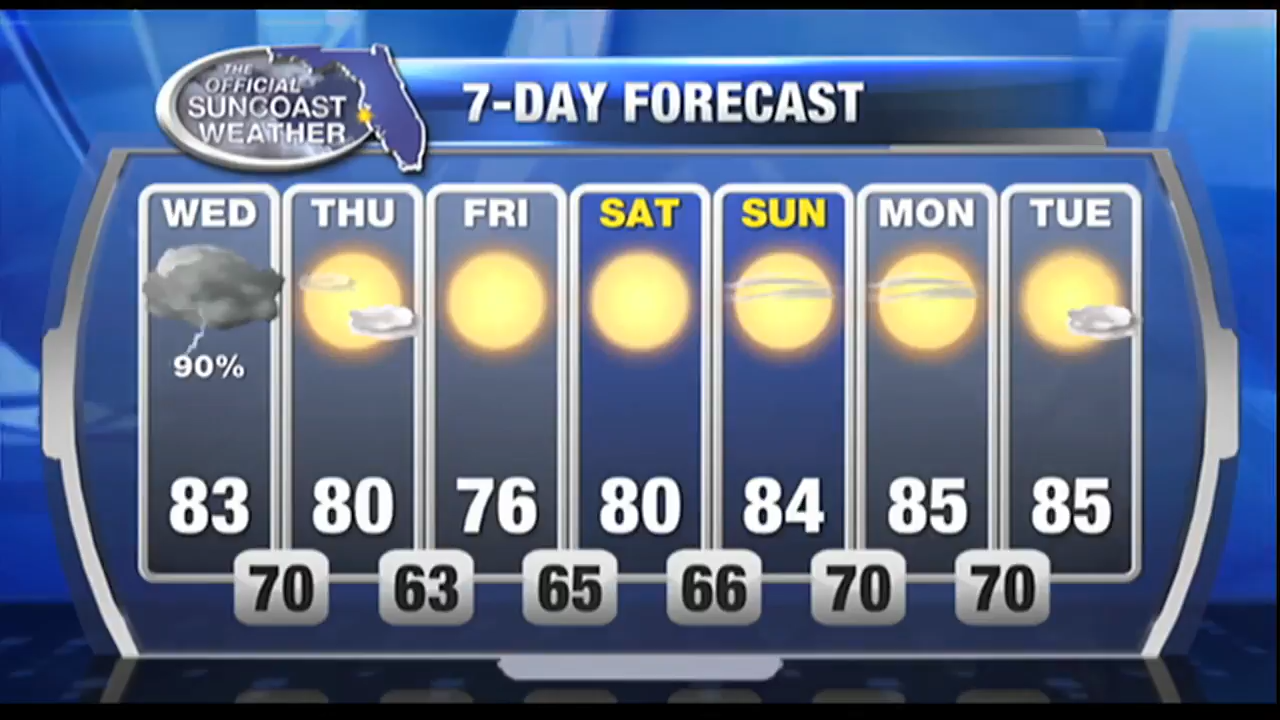 THE
OFFICIAL
SUNCOAST
WEATHER
7-DAY FORECAST
WED THU FRI SAT SUN MON TUE
90%
83 80 76 80 84 85 85
70 63 65 66 70 70